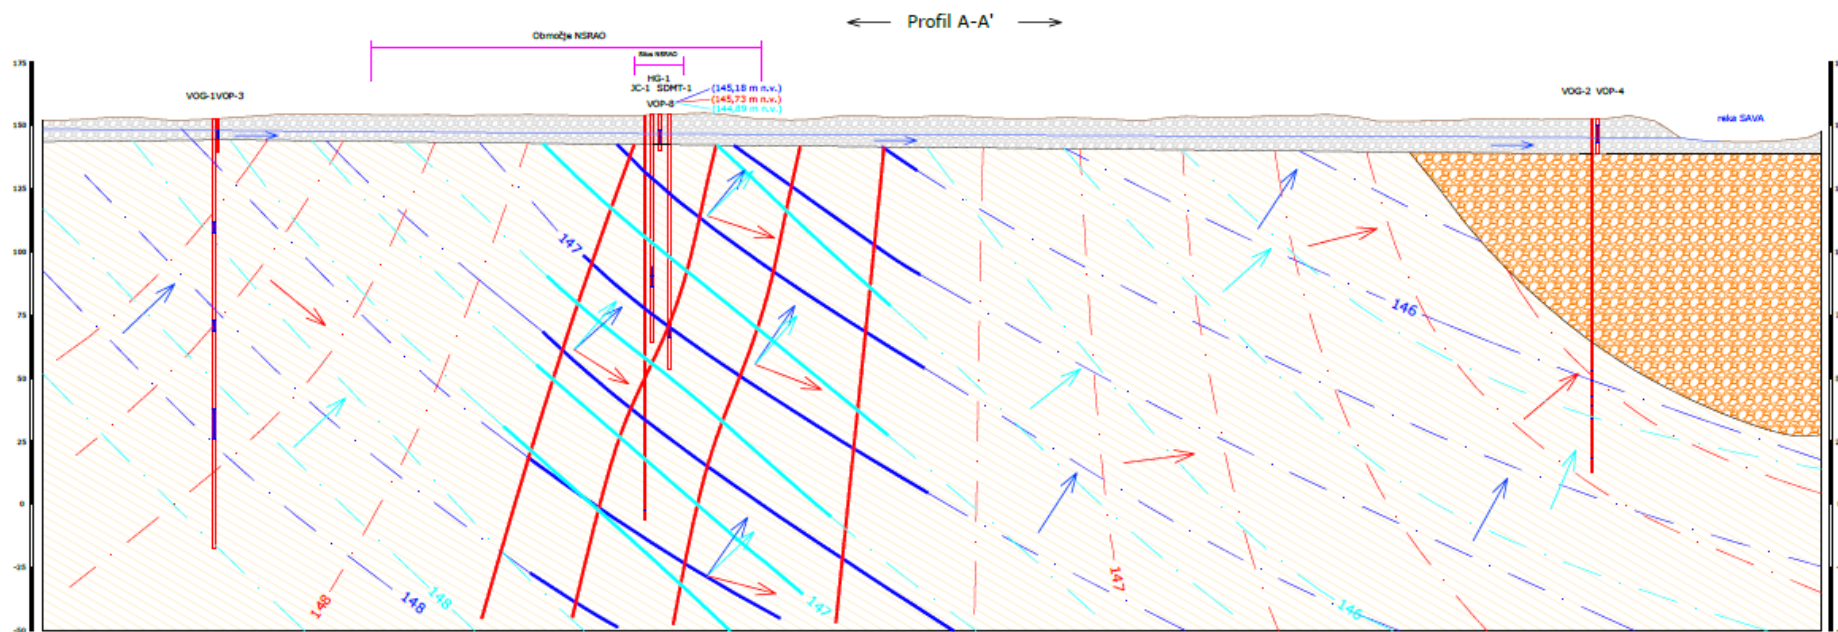 Profil A-A'
Območje NSRAO
Silos NSRAO
HG-1
JC-1 SDMT-1
VOP-8
(145,18 m n.v.)
(145,73 m n.v.)
(144,89 m n.v.)
VOG-1VOP-3
VOG-2 VOP-4
reka SAVA
175
150
125
100
75
50
25
0
-25
-50
147
146
148
148
148
147
147
146